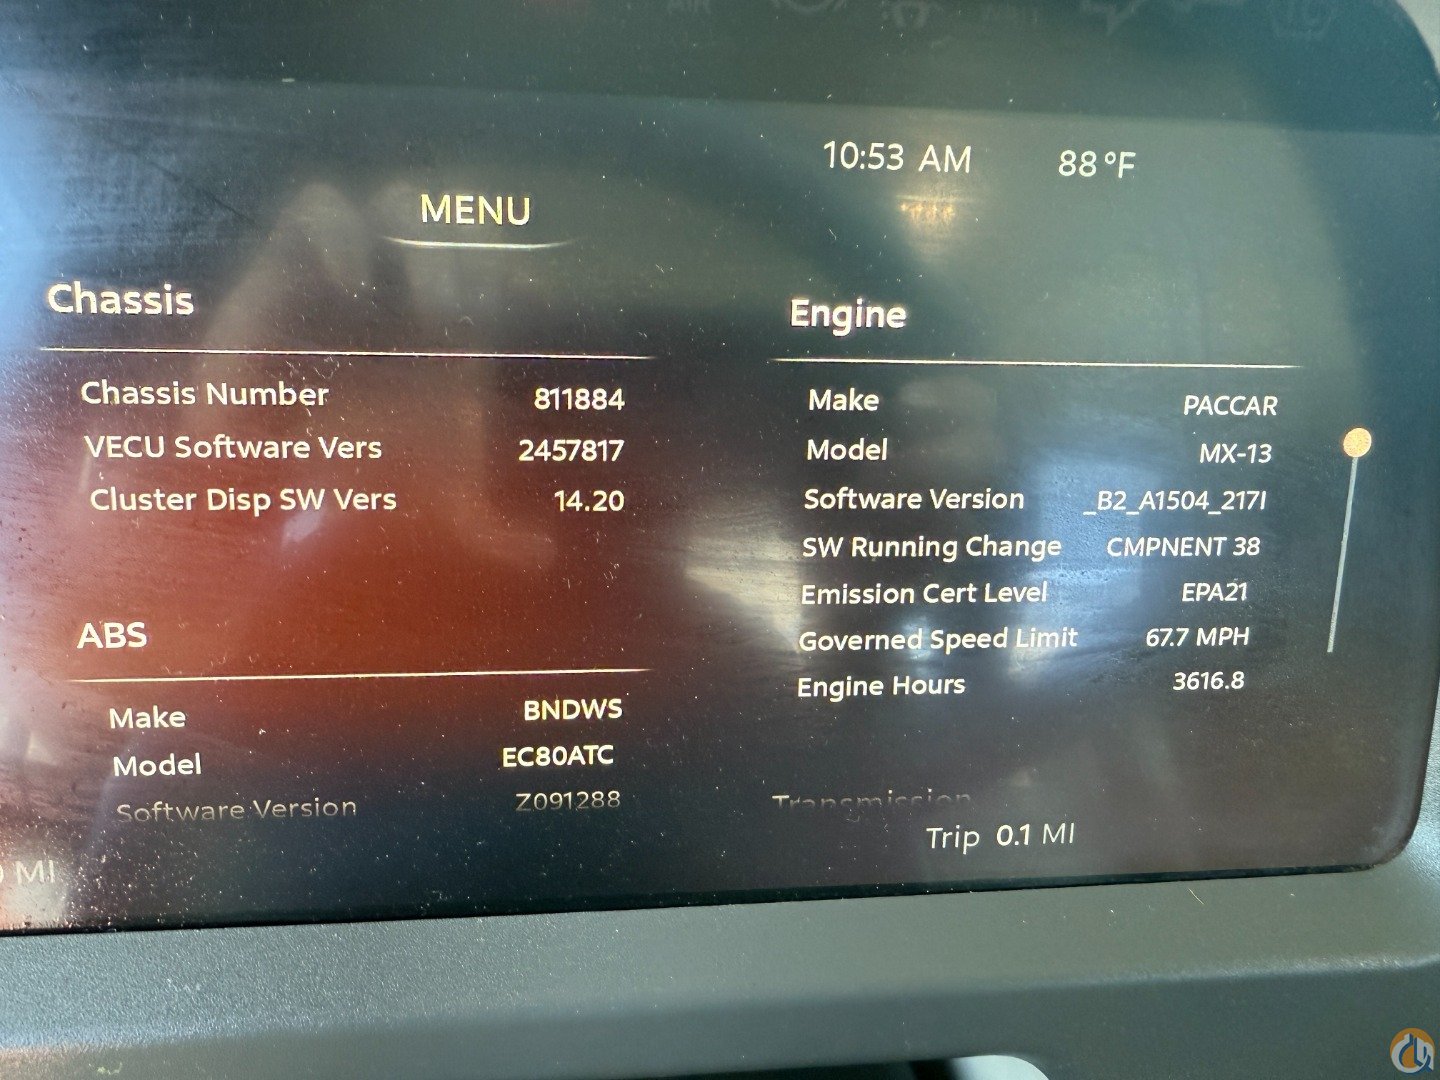 10:53 AM 88°F
MENU
Chassis
Chassis Number 811884
VECU Software Vers 2457817
Cluster Disp SW Vers 14.20
ABS
Make BNDWS
Model EC80ATC
Software Version Z091288
Engine
Make PACCAR
Model MX-13
Software Version _B2_A1504_217I
SW Running Change CMPNENT 38
Emission Cert Level EPA21
Governed Speed Limit 67.7 MPH
Engine Hours 3616.8
Transmission
MI
Trip 0.1 MI